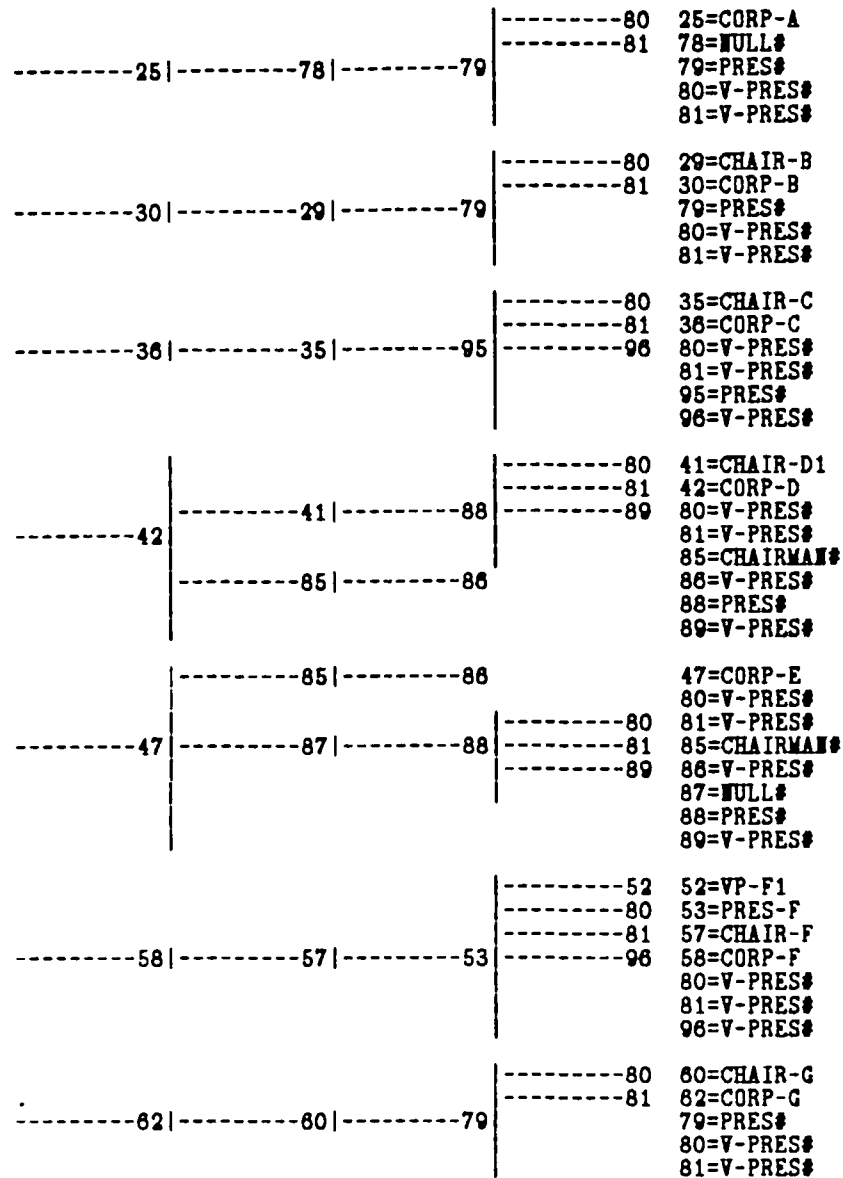 ---------80 25=CORP-A
---------81 78=NULL#
---------25|---------78|---------79| 79=PRES#
80=V-PRES#
81=V-PRES#
---------80 29=CHAIR-B
---------81 30=CORP-B
---------30|---------29|---------79 79=PRES#
80=V-PRES#
81=V-PRES#
---------80 35=CHAIR-C
---------81 36=CORP-C
---------36|---------35|---------95 ---------96 80=V-PRES#
81=V-PRES#
95=PRES#
96=V-PRES#
---------80 41=CHAIR-D1
---------81 42=CORP-D
---------41|---------88 ---------89 80=V-PRES#
---------42 81=V-PRES#
85=CHAIRMAN#
---------85|---------86 86=V-PRES#
88=PRES#
89=V-PRES#
---------85|---------86 47=CORP-E
80=V-PRES#
---------80 81=V-PRES#
---------47|---------87|---------88 ---------81 85=CHAIRMAN#
---------89 86=V-PRES#
87=NULL#
88=PRES#
89=V-PRES#
---------52 52=VP-F1
---------80 53=PRES-F
---------81 57=CHAIR-F
---------58|---------57|---------53 ---------96 58=CORP-F
80=V-PRES#
81=V-PRES#
96=V-PRES#
---------80 60=CHAIR-G
---------81 62=CORP-G
---------62|---------60|---------79 79=PRES#
80=V-PRES#
81=V-PRES#